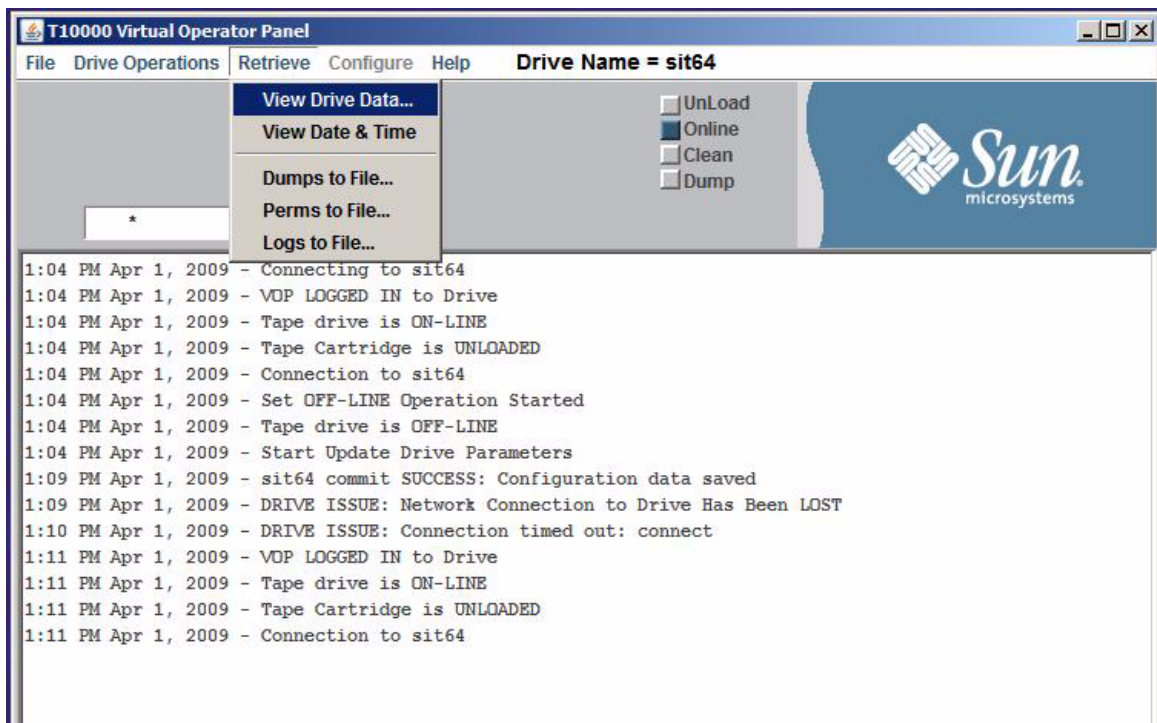 T10000 Virtual Operator Panel
File Drive Operations Retrieve Configure Help Drive Name = sit64
View Drive Data...
View Date & Time
Dumps to File...
Perms to File...
Logs to File...
UnLoad
Online
Clean
Dump
Sun
microsystems
*
1:04 PM Apr 1, 2009 - Connecting to sit64
1:04 PM Apr 1, 2009 - VOP LOGGED IN to Drive
1:04 PM Apr 1, 2009 - Tape drive is ON-LINE
1:04 PM Apr 1, 2009 - Tape Cartridge is UNLOADED
1:04 PM Apr 1, 2009 - Connection to sit64
1:04 PM Apr 1, 2009 - Set OFF-LINE Operation Started
1:04 PM Apr 1, 2009 - Tape drive is OFF-LINE
1:04 PM Apr 1, 2009 - Start Update Drive Parameters
1:09 PM Apr 1, 2009 - sit64 commit SUCCESS: Configuration data saved
1:09 PM Apr 1, 2009 - DRIVE ISSUE: Network Connection to Drive Has Been LOST
1:10 PM Apr 1, 2009 - DRIVE ISSUE: Connection timed out: connect
1:11 PM Apr 1, 2009 - VOP LOGGED IN to Drive
1:11 PM Apr 1, 2009 - Tape drive is ON-LINE
1:11 PM Apr 1, 2009 - Tape Cartridge is UNLOADED
1:11 PM Apr 1, 2009 - Connection to sit64